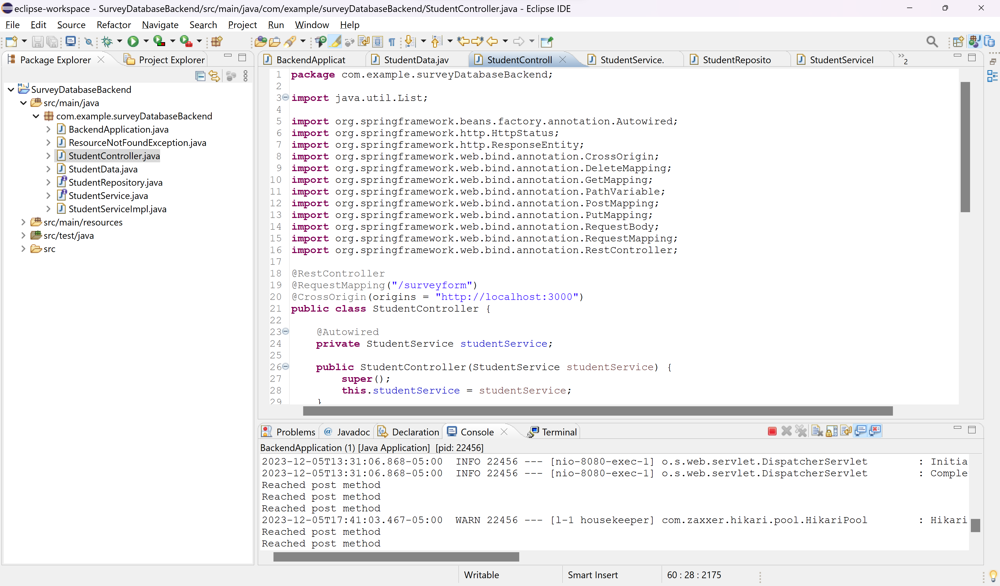 eclipse-workspace - SurveyDatabaseBackend/src/main/java/com/example/surveyDatabaseBackend/StudentController.java - Eclipse IDE
File Edit Source Refactor Navigate Search Project Run Window Help
Package Explorer Project Explorer
SurveyDatabaseBackend
src/main/java
com.example.surveyDatabaseBackend
BackendApplication.java
ResourceNotFoundException.java
StudentController.java
StudentData.java
StudentRepository.java
StudentService.java
StudentServiceImpl.java
src/main/resources
src/test/java
src
BackendApplicat StudentData.jav StudentControll StudentService. StudentReposito StudentServiceI »2
1 package com.example.surveyDatabaseBackend;
2
3 import java.util.List;
4
5 import org.springframework.beans.factory.annotation.Autowired;
6 import org.springframework.http.HttpStatus;
7 import org.springframework.http.ResponseEntity;
8 import org.springframework.web.bind.annotation.CrossOrigin;
9 import org.springframework.web.bind.annotation.DeleteMapping;
10 import org.springframework.web.bind.annotation.GetMapping;
11 import org.springframework.web.bind.annotation.PathVariable;
12 import org.springframework.web.bind.annotation.PostMapping;
13 import org.springframework.web.bind.annotation.PutMapping;
14 import org.springframework.web.bind.annotation.RequestBody;
15 import org.springframework.web.bind.annotation.RequestMapping;
16 import org.springframework.web.bind.annotation.RestController;
17
18 @RestController
19 @RequestMapping("/surveyform")
20 @CrossOrigin(origins = "http://localhost:3000")
21 public class StudentController {
22
23 @Autowired
24 private StudentService studentService;
25
26 public StudentController(StudentService studentService) {
27 super();
28 this.studentService = studentService;
29 }
Problems Javadoc Declaration Console Terminal
BackendApplication (1) [Java Application] [pid: 22456]
2023-12-05T13:31:06.868-05:00 INFO 22456 --- [nio-8080-exec-1] o.s.web.servlet.DispatcherServlet : Initia
2023-12-05T13:31:06.868-05:00 INFO 22456 --- [nio-8080-exec-1] o.s.web.servlet.DispatcherServlet : Comple
Reached post method
Reached post method
Reached post method
2023-12-05T17:41:03.467-05:00 WARN 22456 --- [l-1 housekeeper] com.zaxxer.hikari.pool.HikariPool : Hikari
Reached post method
Reached post method
Writable Smart Insert 60 : 28 : 2175